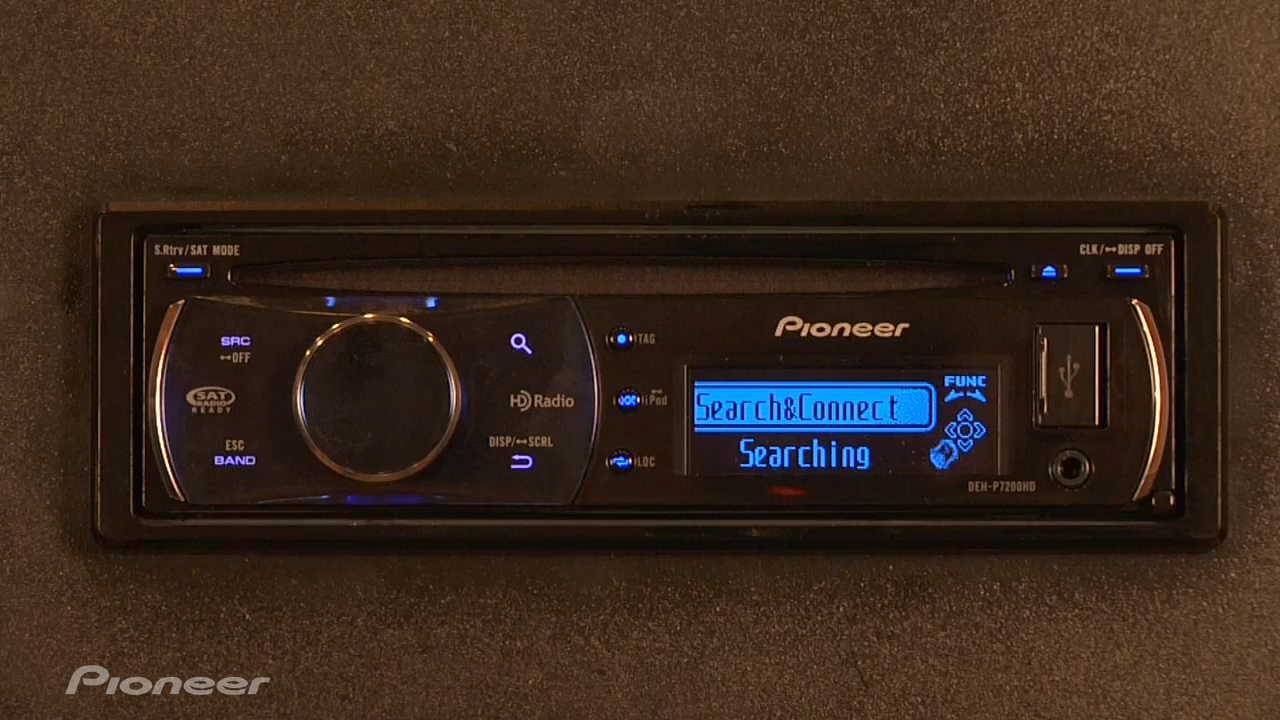 S.Rtrv/SAT MODE
CLK/DISP OFF
SRC
OFF
SAT
RADIO
READY
ESC
BAND
HD Radio
DISP/SCRL
TAG
iPod
LOC
Pioneer
Search&Connect
Searching
FUNC
DEH-P7200HD
Pioneer